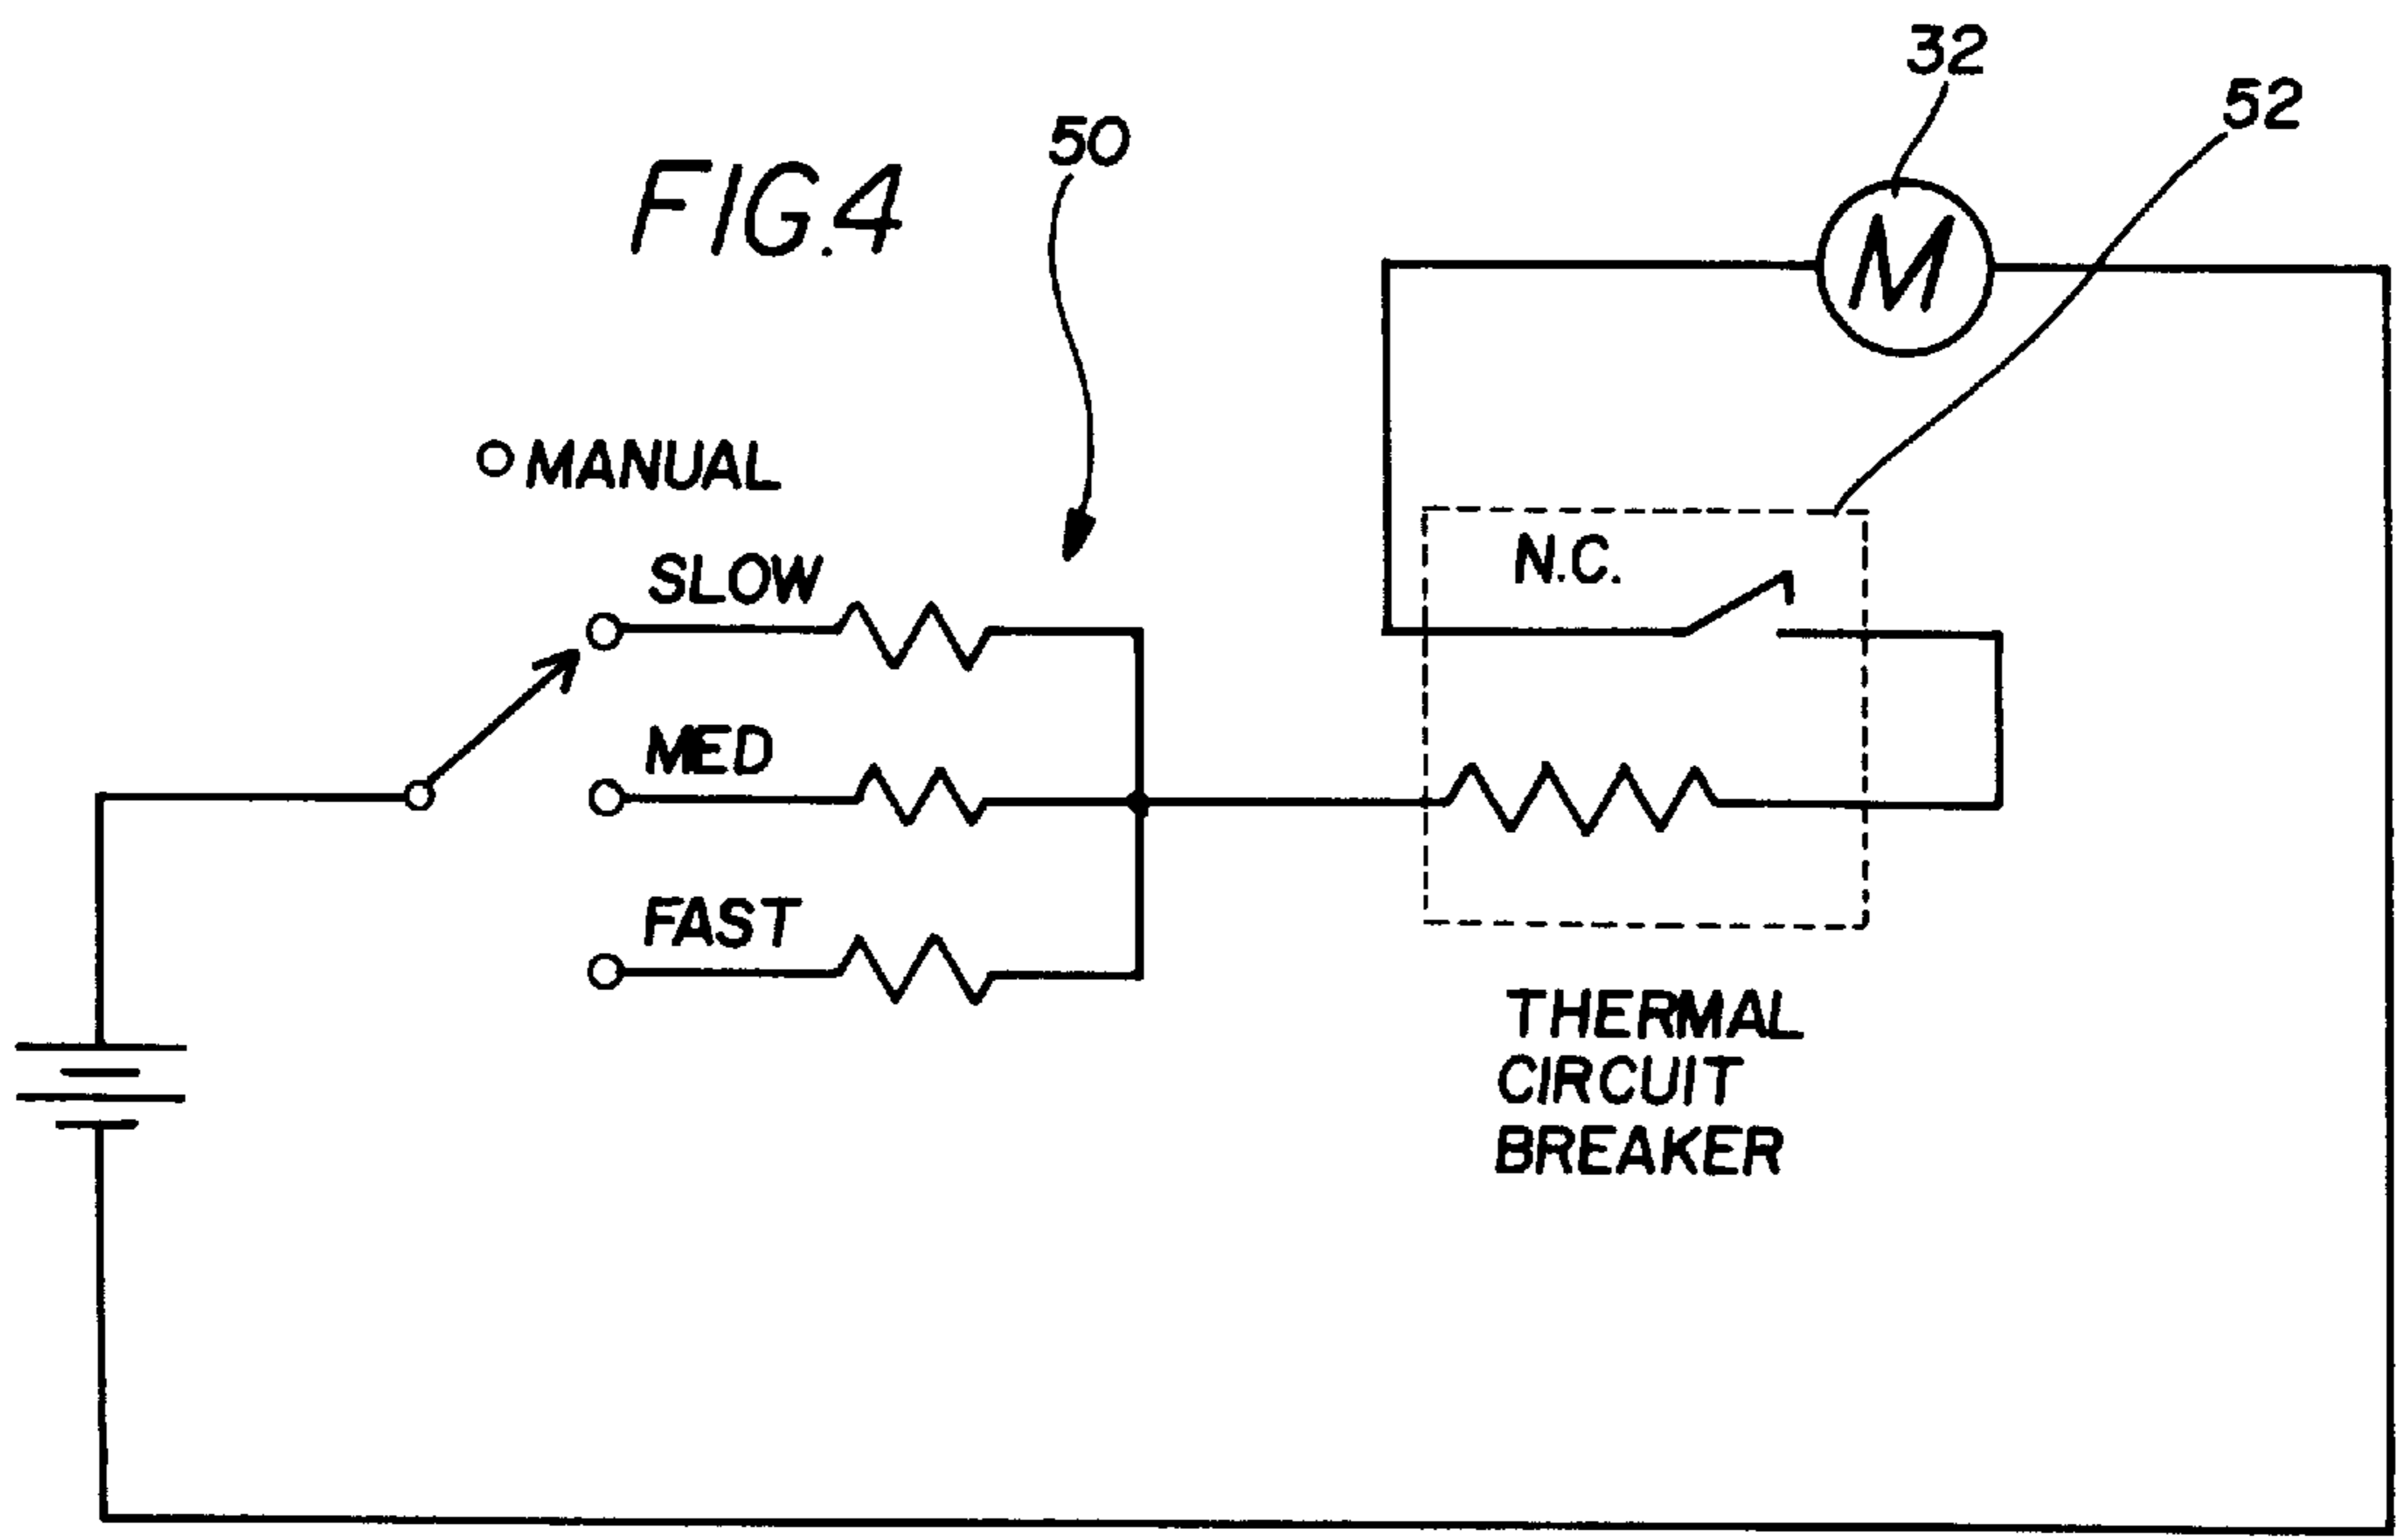 32
52
50
FIG.4
MANUAL
SLOW
N.C.
MED
FAST
M
THERMAL
CIRCUIT
BREAKER